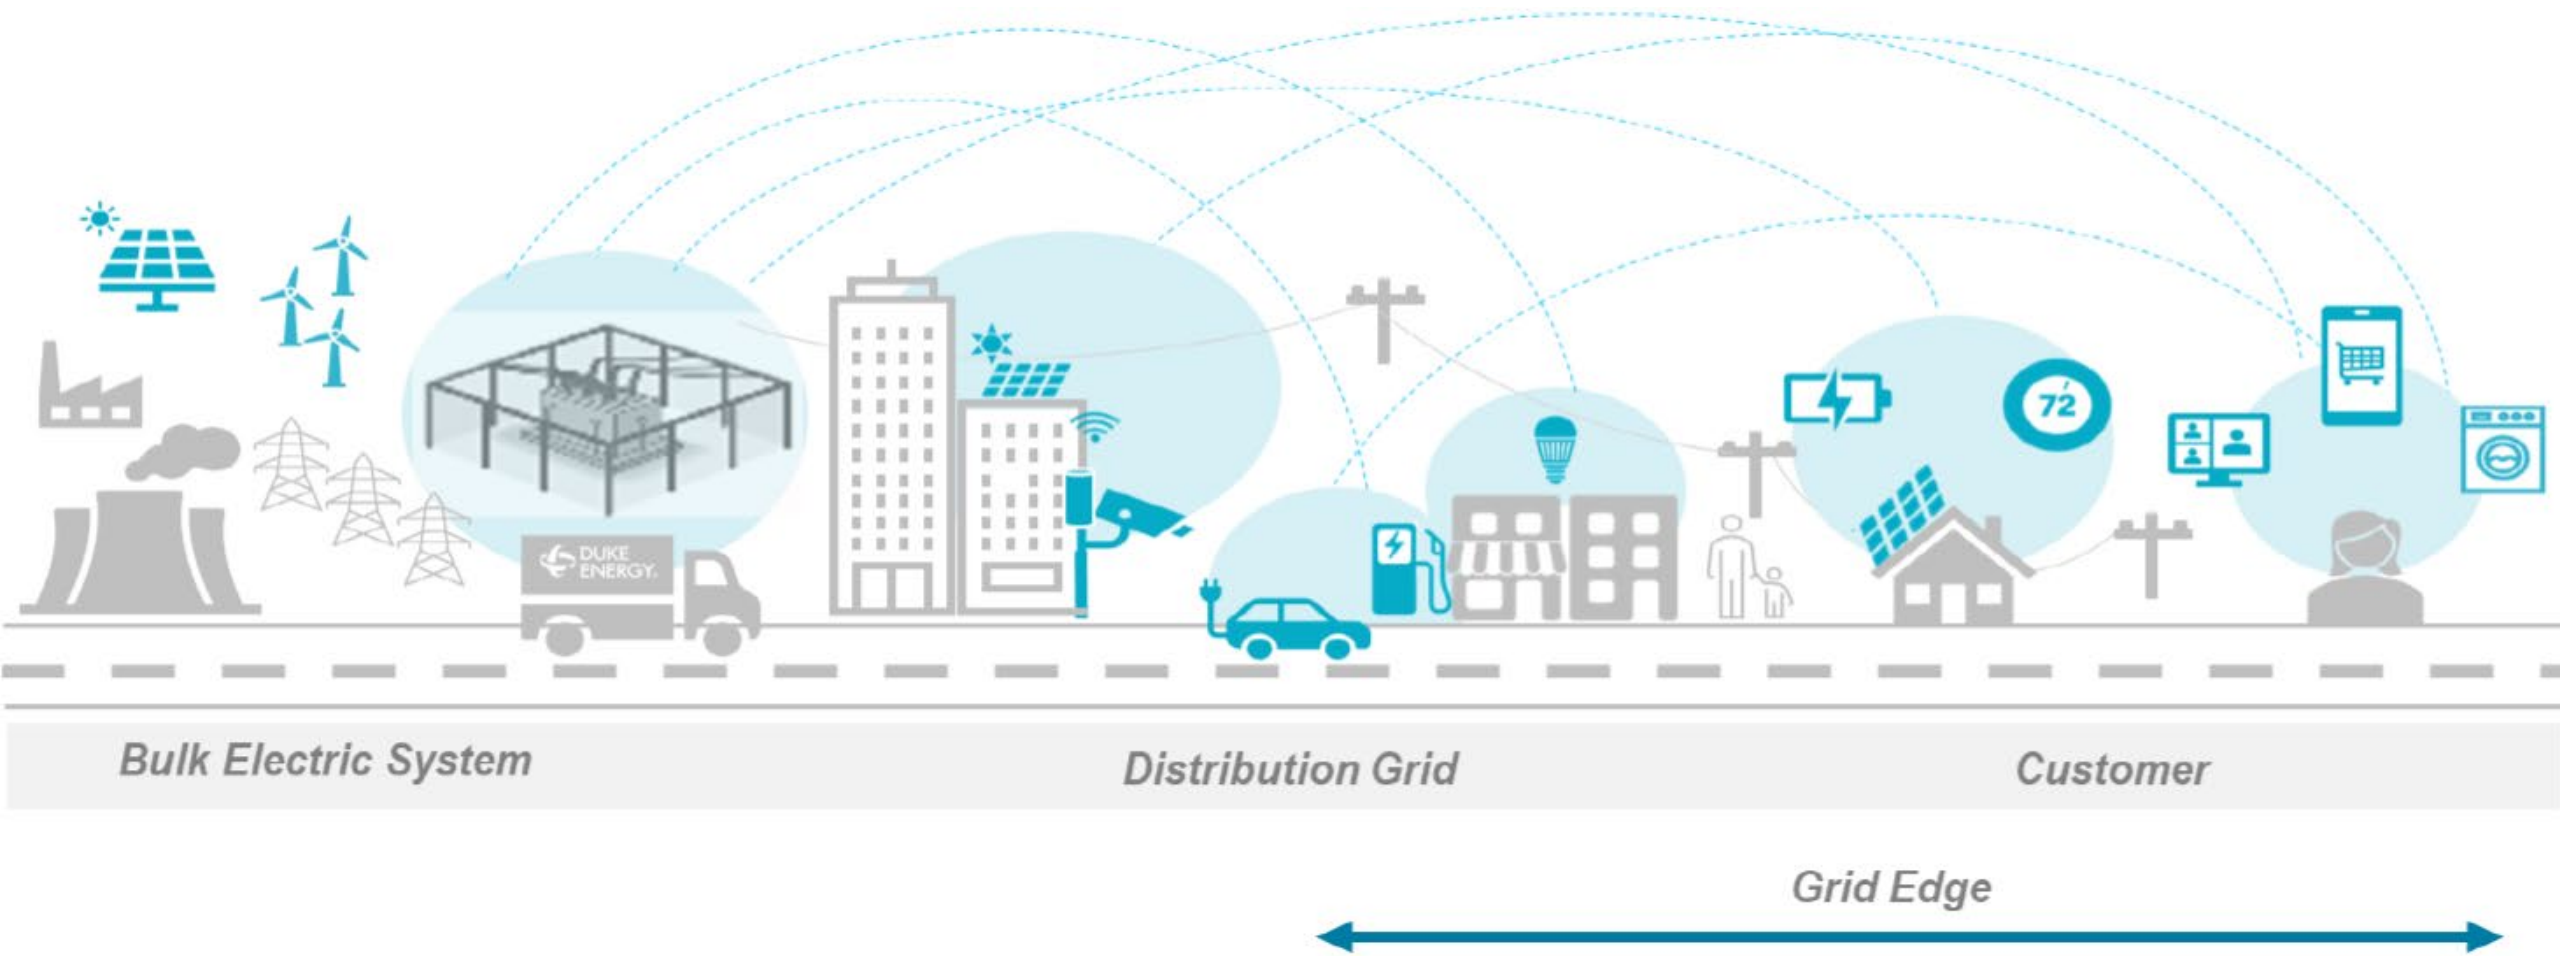 DUKE
ENERGY.
72
Bulk Electric System
Distribution Grid
Customer
Grid Edge